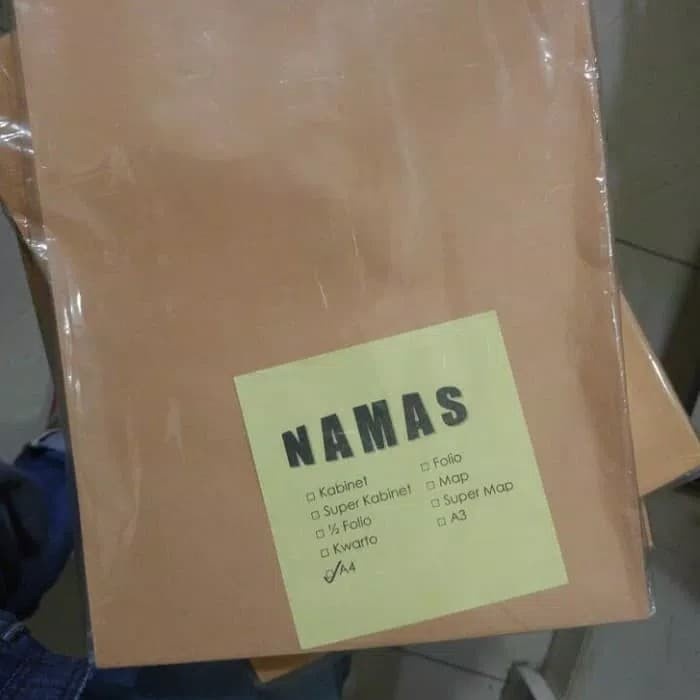 NAMAS
□ Kabinet
□ Super Kabinet
□ ½ Folio
□ Kwarto
☑ A4
□ Folio
□ Map
□ Super Map
□ A3